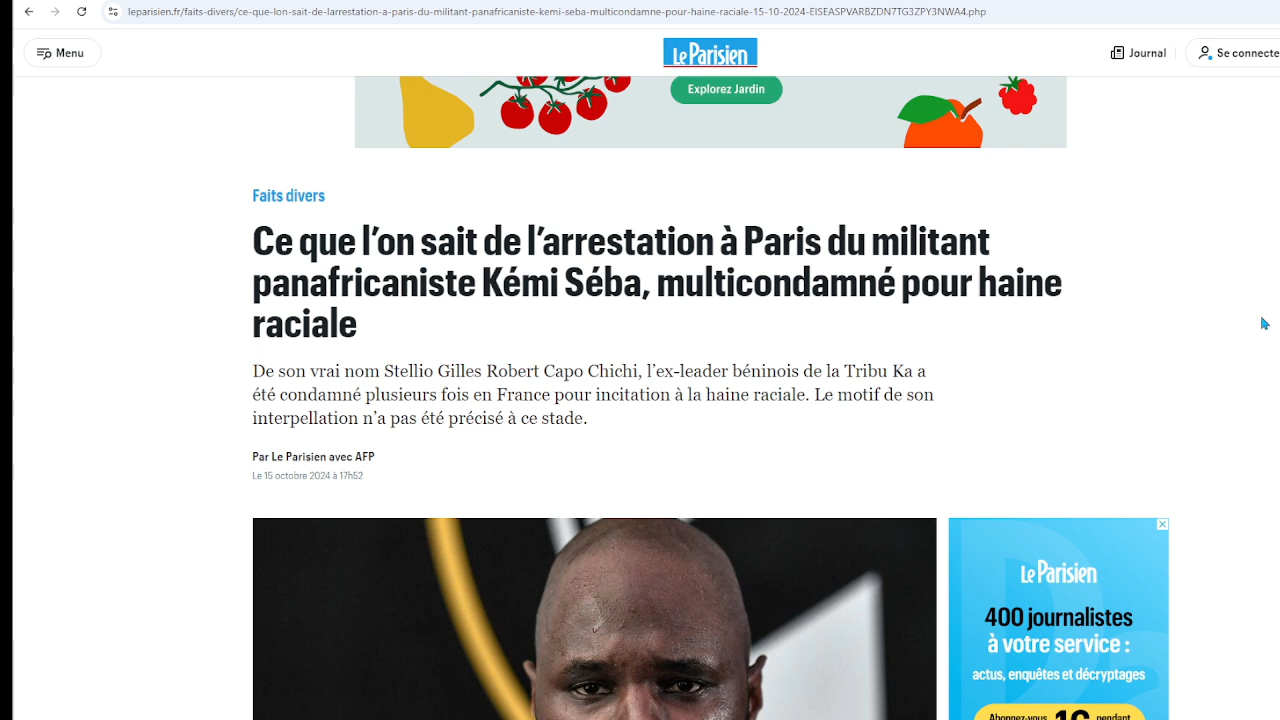 leparisien.fr/faits-divers/ce-que-lon-sait-de-larrestation-a-paris-du-militant-panafricaniste-kemi-seba-multicondamne-pour-haine-raciale-15-10-2024-EISEASPVARBZDN7TG3ZPY3NWA4.php
Menu
Le Parisien
Journal
Se connecte
Explorez Jardin
Faits divers
Ce que l’on sait de l’arrestation à Paris du militant
panafricaniste Kémi Séba, multicondamné pour haine
raciale
De son vrai nom Stellio Gilles Robert Capo Chichi, l’ex-leader béninois de la Tribu Ka a
été condamné plusieurs fois en France pour incitation à la haine raciale. Le motif de son
interpellation n’a pas été précisé à ce stade.
Par Le Parisien avec AFP
Le 15 octobre 2024 à 17h52
Le Parisien
400 journalistes
à votre service :
actus, enquêtes et décryptages
Abonnez-vous 1€ pendant